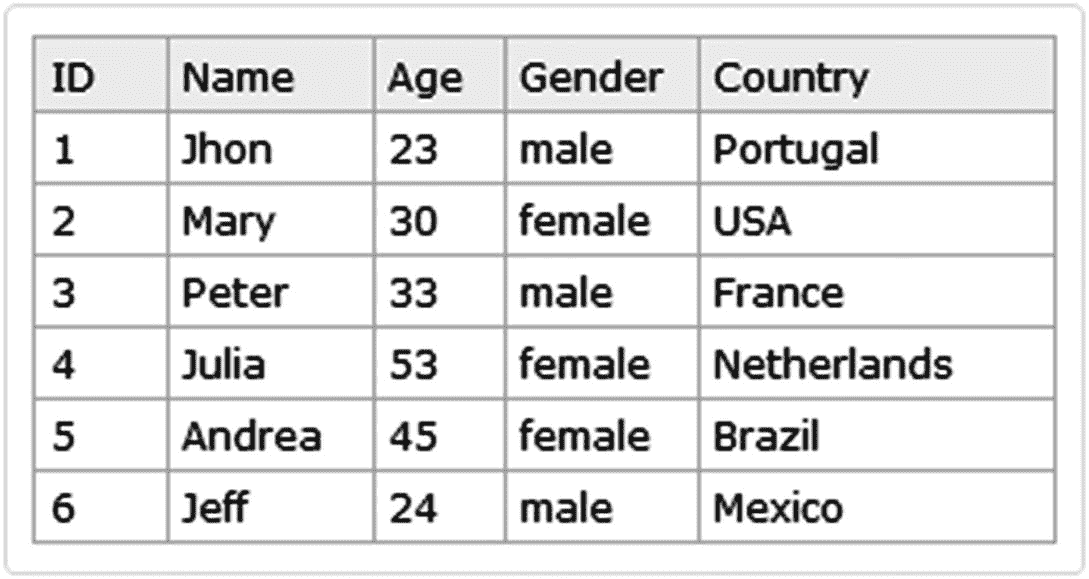 ID Name Age Gender Country
1 Jhon 23 male Portugal
2 Mary 30 female USA
3 Peter 33 male France
4 Julia 53 female Netherlands
5 Andrea 45 female Brazil
6 Jeff 24 male Mexico